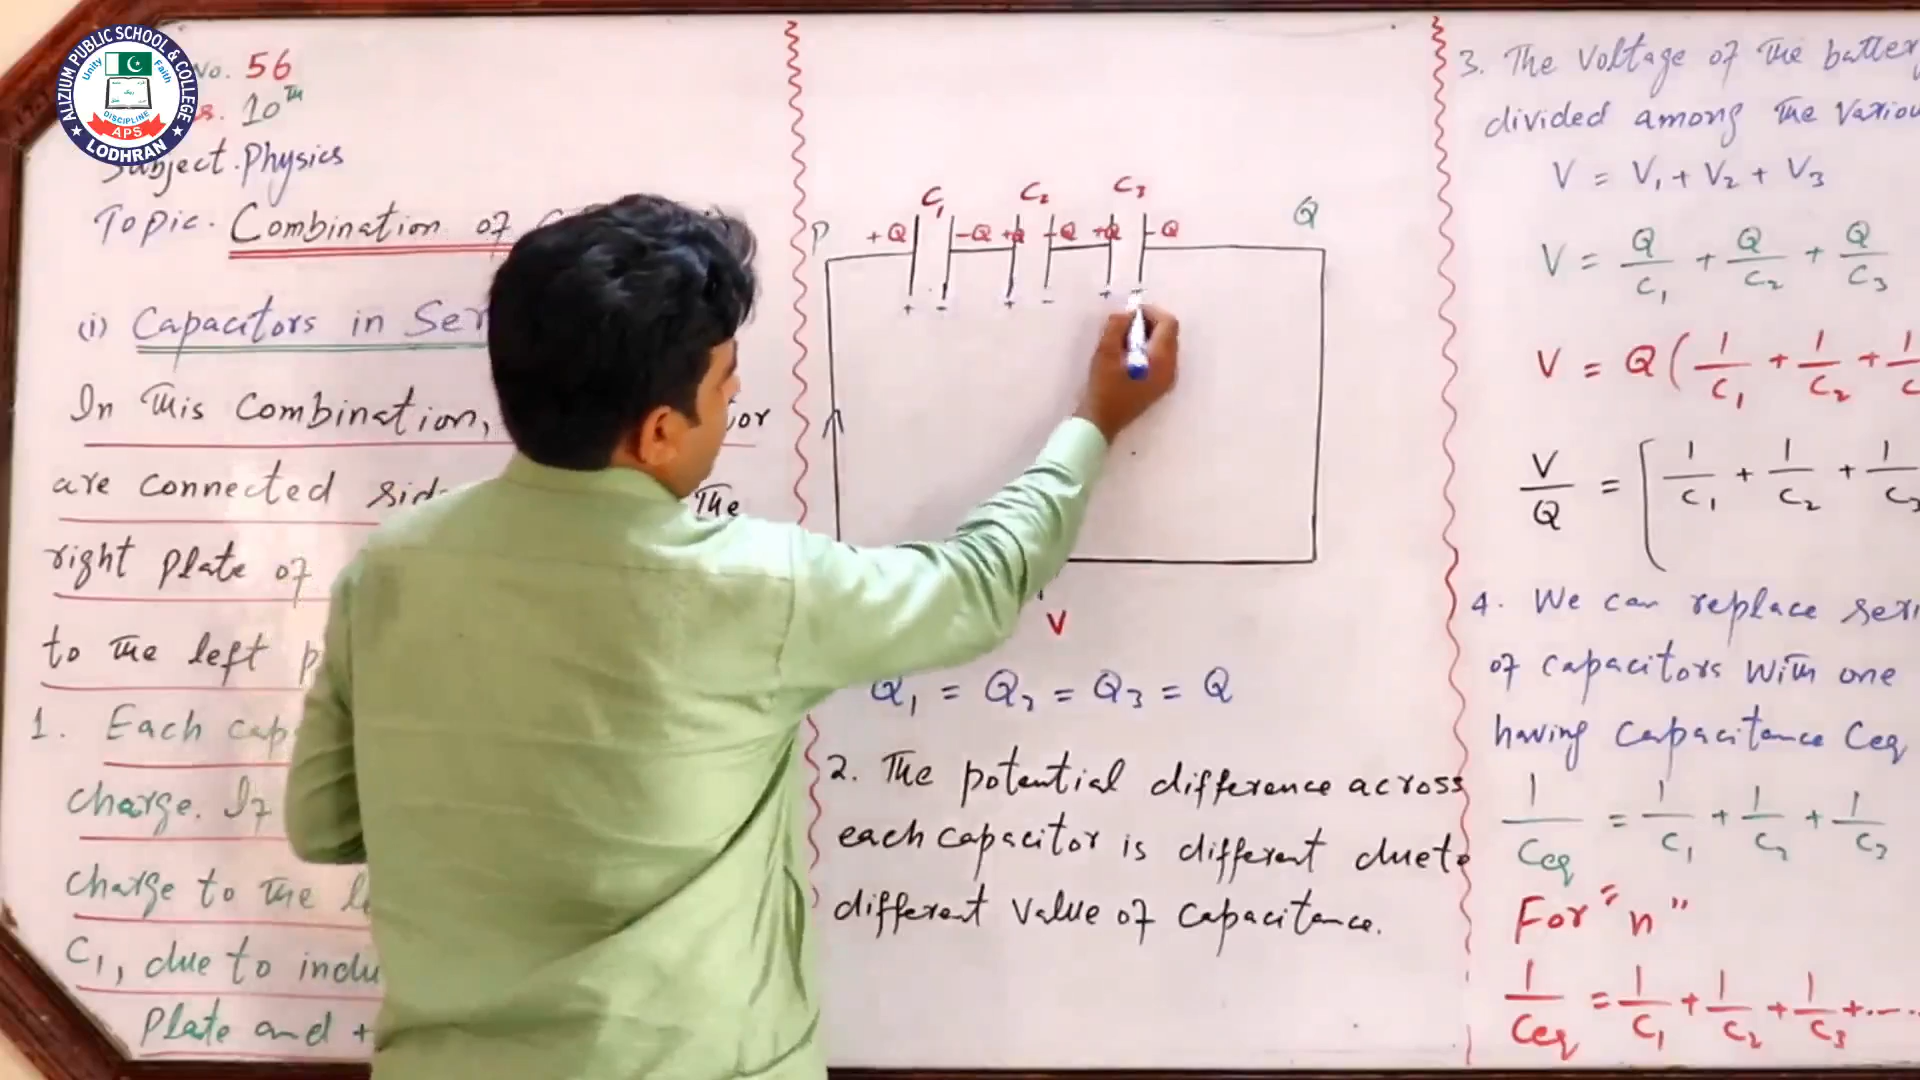 ALIZIUM PUBLIC SCHOOL & COLLEGE
Unity
Faith
DISCIPLINE
APS
LODHRAN
No. 56
10th
Subject. Physics
Topic. Combination of
(i) Capacitors in Ser
In This Combination, or
are connected side The
right plate of
to The left p
1. Each cap
charge. If
charge to The le
C1, due to indu
Plate and +
P
C1
C2
C3
Q
+Q -Q +Q -Q +Q -Q
+ - + - +
V
Q1 = Q2 = Q3 = Q
2. The potential difference across
each capacitor is different due to
different value of capacitance.
3. The voltage of The battery
divided among The variou
V = V1 + V2 + V3
V = Q/C1 + Q/C2 + Q/C3
V = Q ( 1/C1 + 1/C2 + 1/C
V/Q = ( 1/C1 + 1/C2 + 1/C3
4. We can replace seri
of capacitors with one
having capacitance Ceq
1/Ceq = 1/C1 + 1/C2 + 1/C3
For "n"
1/Ceq = 1/C1 + 1/C2 + 1/C3 + ....